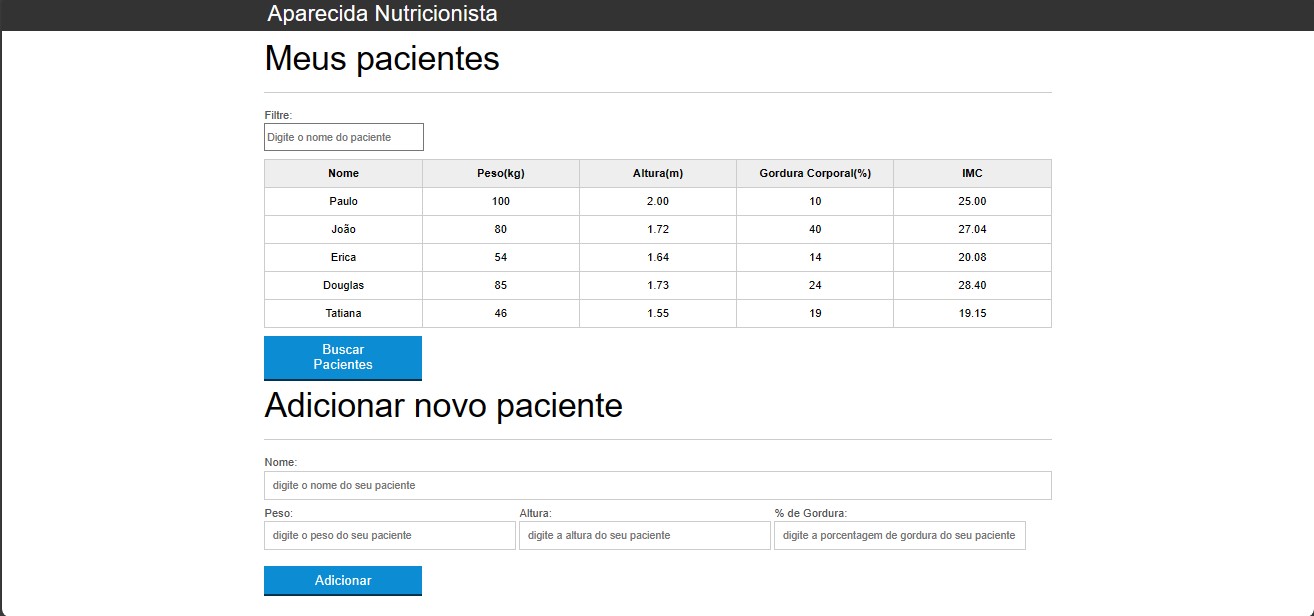 Aparecida Nutricionista
Meus pacientes
Filtre:
Digite o nome do paciente
Nome Peso(kg) Altura(m) Gordura Corporal(%) IMC
Paulo 100 2.00 10 25.00
João 80 1.72 40 27.04
Erica 54 1.64 14 20.08
Douglas 85 1.73 24 28.40
Tatiana 46 1.55 19 19.15
Buscar
Pacientes
Adicionar novo paciente
Nome:
digite o nome do seu paciente
Peso: Altura: % de Gordura:
digite o peso do seu paciente digite a altura do seu paciente digite a porcentagem de gordura do seu paciente
Adicionar